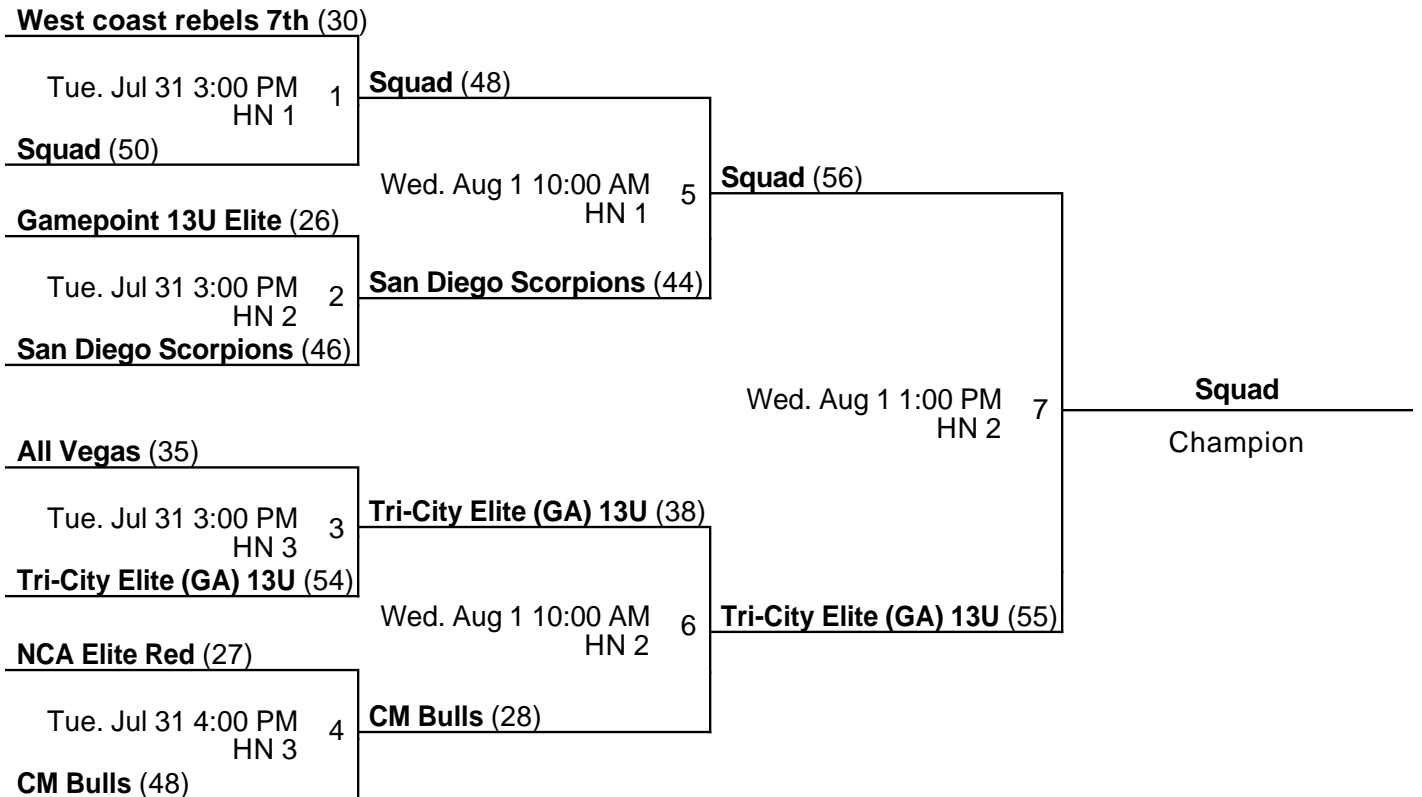 West coast rebels 7th (30)
Tue. Jul 31 3:00 PM
HN 1
1
Squad (50)
Gamepoint 13U Elite (26)
Tue. Jul 31 3:00 PM
HN 2
2
San Diego Scorpions (46)
All Vegas (35)
Tue. Jul 31 3:00 PM
HN 3
3
Tri-City Elite (GA) 13U (54)
NCA Elite Red (27)
Tue. Jul 31 4:00 PM
HN 3
4
CM Bulls (48)
Squad (48)
Wed. Aug 1 10:00 AM
HN 1
5
San Diego Scorpions (44)
Tri-City Elite (GA) 13U (38)
Wed. Aug 1 10:00 AM
HN 2
6
CM Bulls (28)
Squad (56)
Wed. Aug 1 1:00 PM
HN 2
7
Tri-City Elite (GA) 13U (55)
Squad
Champion